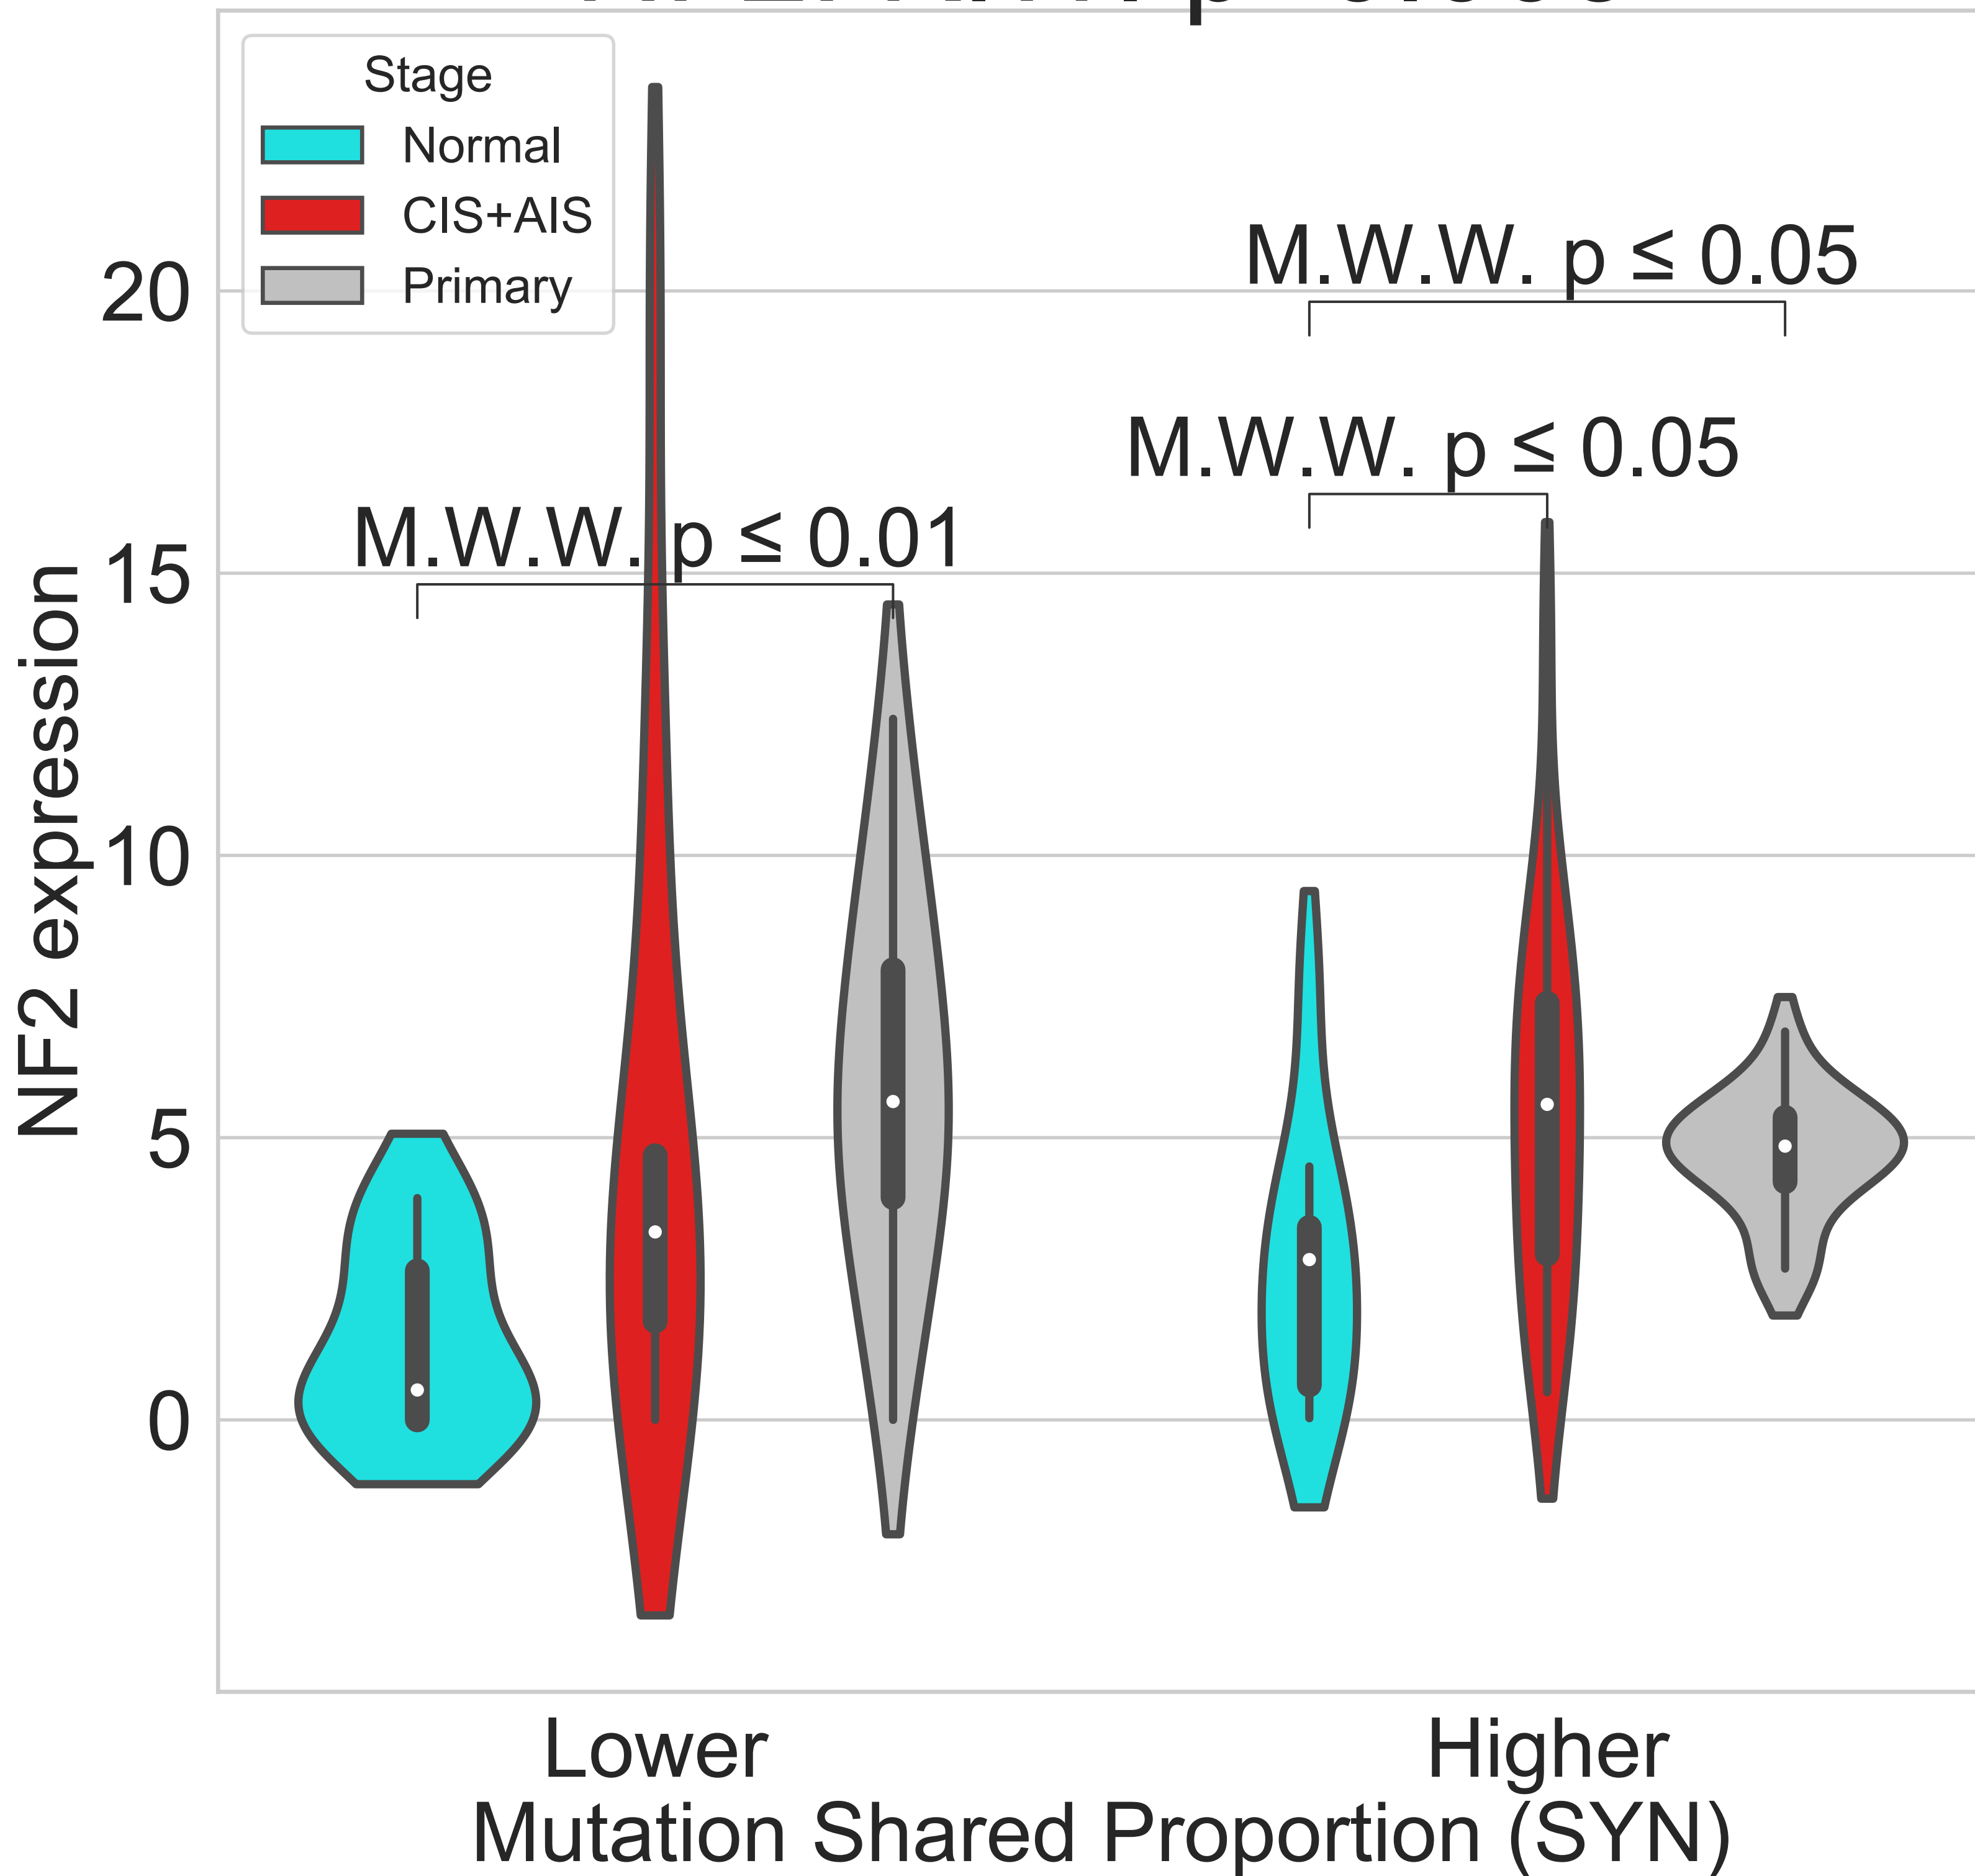 Stage
Normal
CIS+AIS
Primary
M.W.W. p ≤ 0.05
M.W.W. p ≤ 0.05
M.W.W. p ≤ 0.01
20
15
10
5
0
NF2 expression
Lower
Higher
Mutation Shared Proportion (SYN)